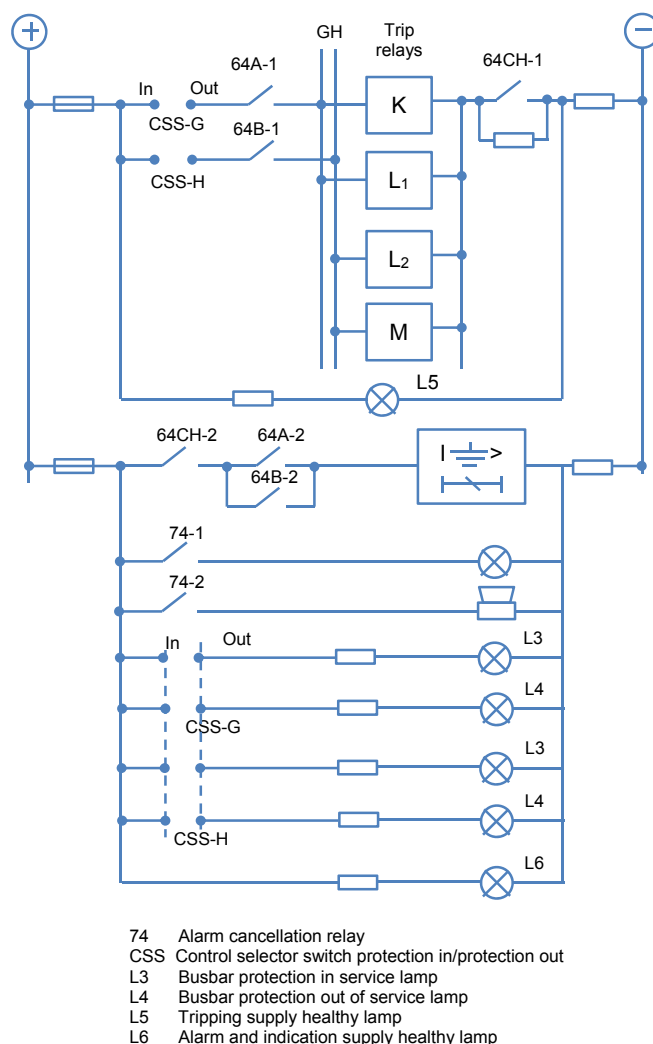 +
−
GH
Trip
relays
64A-1
64CH-1
In
Out
K
CSS-G
64B-1
CSS-H
L1
L2
M
L5
64CH-2
64A-2
I >
64B-2
74-1
74-2
In
Out
L3
L4
CSS-G
L3
L4
CSS-H
L6
74 Alarm cancellation relay
CSS Control selector switch protection in/protection out
L3 Busbar protection in service lamp
L4 Busbar protection out of service lamp
L5 Tripping supply healthy lamp
L6 Alarm and indication supply healthy lamp